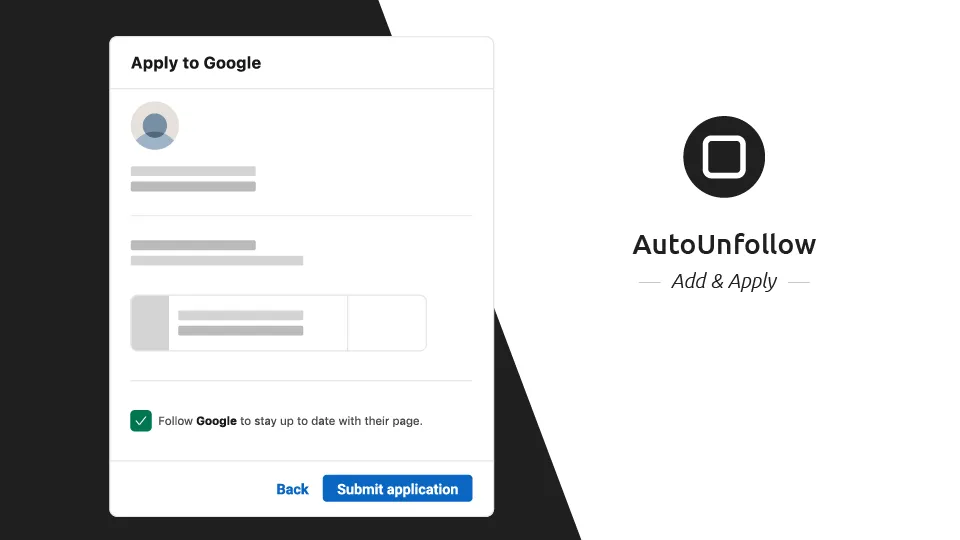 Apply to Google
Follow Google to stay up to date with their page.
Back
Submit application
AutoUnfollow
Add & Apply